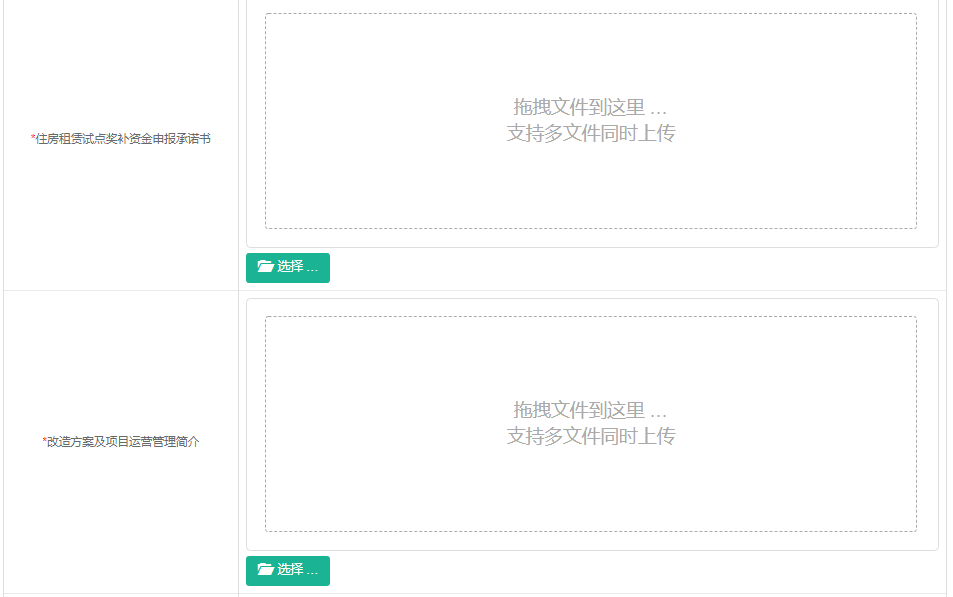 *住房租赁试点奖补资金申报承诺书
拖拽文件到这里 …
支持多文件同时上传
选择 …
*改造方案及项目运营管理简介
拖拽文件到这里 …
支持多文件同时上传
选择 …